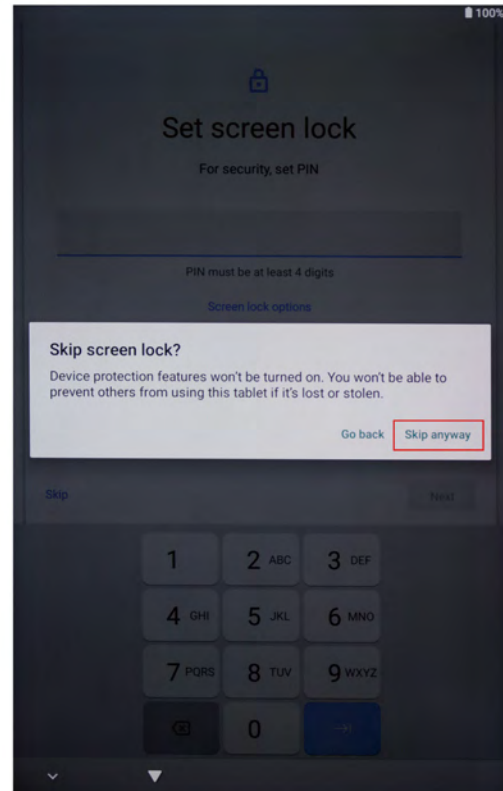 100%
Set screen lock
For security, set PIN
PIN must be at least 4 digits
Screen lock options
Skip screen lock?
Device protection features won't be turned on. You won't be able to
prevent others from using this tablet if it's lost or stolen.
Go back Skip anyway
Skip Next
1 2 ABC 3 DEF
4 GHI 5 JKL 6 MNO
7 PQRS 8 TUV 9 WXYZ
0